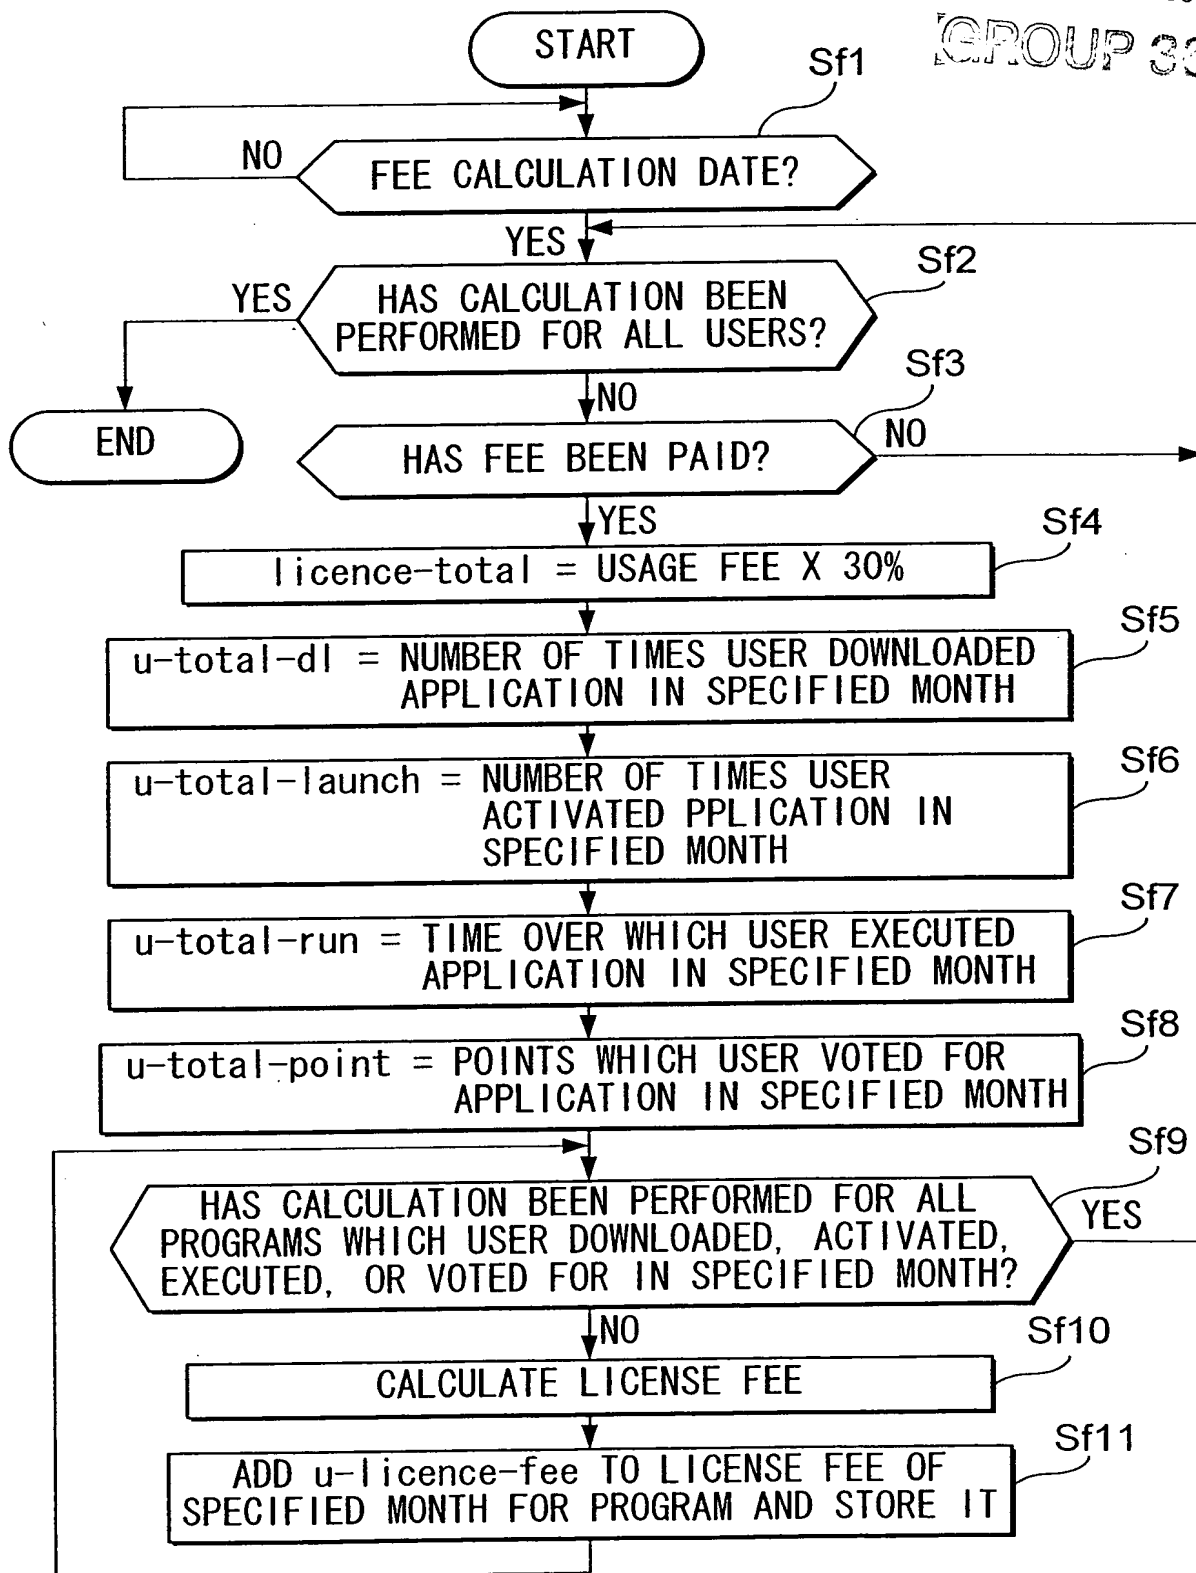 GROUP 3
START
Sf1
NO
FEE CALCULATION DATE?
YES
Sf2
YES
HAS CALCULATION BEEN
PERFORMED FOR ALL USERS?
Sf3
NO
END
HAS FEE BEEN PAID?
NO
YES
Sf4
licence-total = USAGE FEE X 30%
Sf5
u-total-dl = NUMBER OF TIMES USER DOWNLOADED
APPLICATION IN SPECIFIED MONTH
Sf6
u-total-launch = NUMBER OF TIMES USER
ACTIVATED PPLICATION IN
SPECIFIED MONTH
Sf7
u-total-run = TIME OVER WHICH USER EXECUTED
APPLICATION IN SPECIFIED MONTH
Sf8
u-total-point = POINTS WHICH USER VOTED FOR
APPLICATION IN SPECIFIED MONTH
Sf9
HAS CALCULATION BEEN PERFORMED FOR ALL
PROGRAMS WHICH USER DOWNLOADED, ACTIVATED,
EXECUTED, OR VOTED FOR IN SPECIFIED MONTH?
YES
NO
Sf10
CALCULATE LICENSE FEE
Sf11
ADD u-licence-fee TO LICENSE FEE OF
SPECIFIED MONTH FOR PROGRAM AND STORE IT